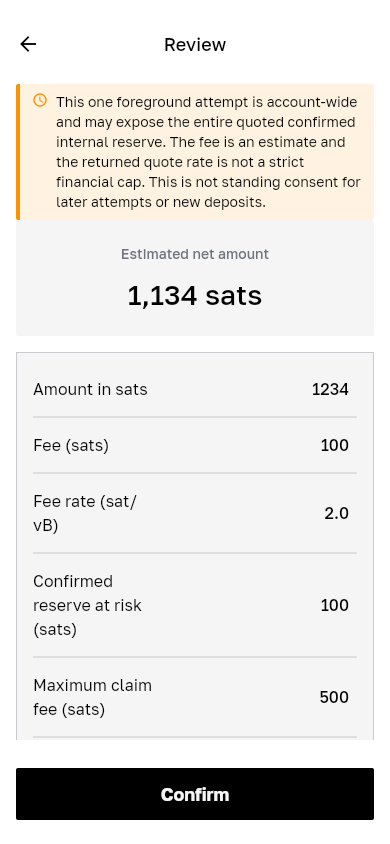 Review
This one foreground attempt is account-wide
and may expose the entire quoted confirmed
internal reserve. The fee is an estimate and
the returned quote rate is not a strict
financial cap. This is not standing consent for
later attempts or new deposits.
Estimated net amount
1,134 sats
Amount in sats 1234
Fee (sats) 100
Fee rate (sat/
vB) 2.0
Confirmed
reserve at risk
(sats) 100
Maximum claim
fee (sats) 500
Confirm